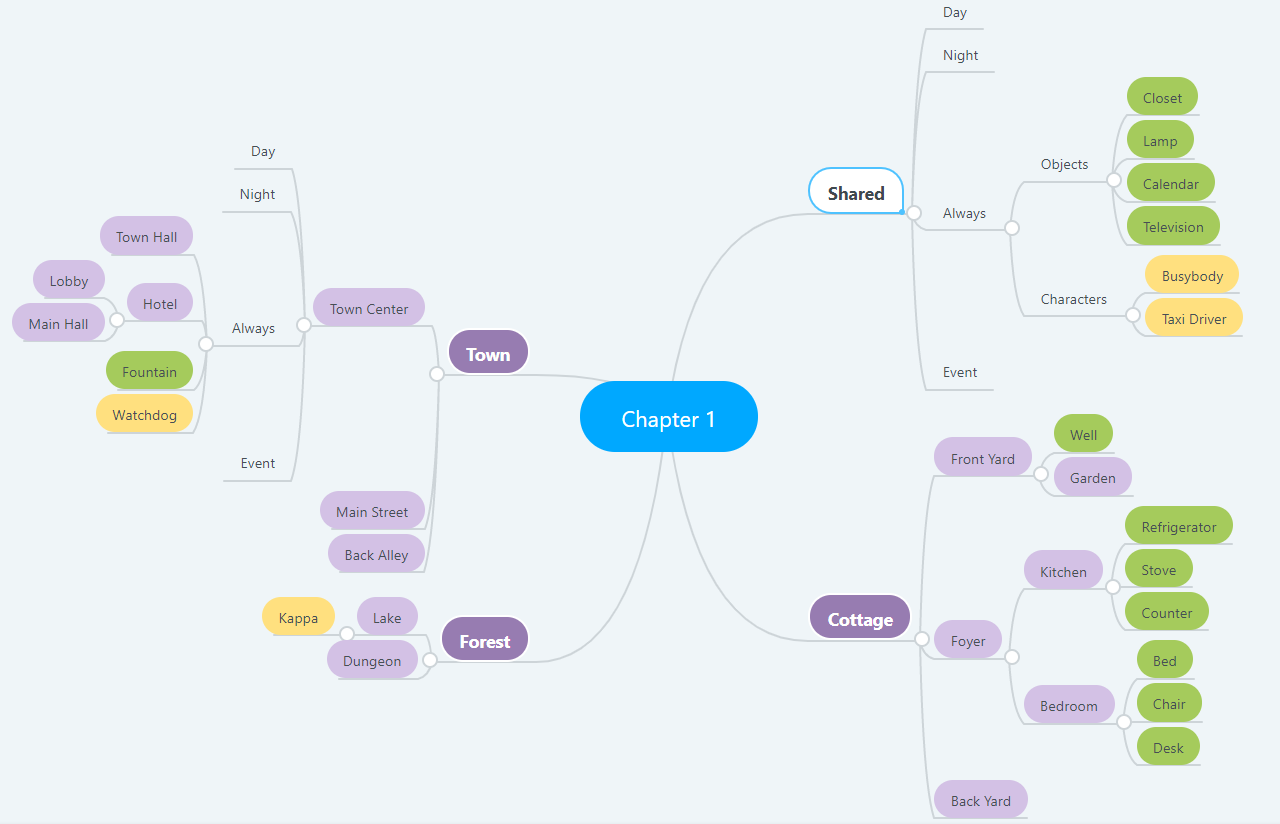 Chapter 1
Shared
Day
Night
Always
Objects
Closet
Lamp
Calendar
Television
Characters
Busybody
Taxi Driver
Event
Cottage
Front Yard
Well
Garden
Foyer
Kitchen
Refrigerator
Stove
Counter
Bedroom
Bed
Chair
Desk
Back Yard
Town
Town Center
Day
Night
Always
Town Hall
Hotel
Lobby
Main Hall
Fountain
Watchdog
Event
Main Street
Back Alley
Forest
Lake
Kappa
Dungeon